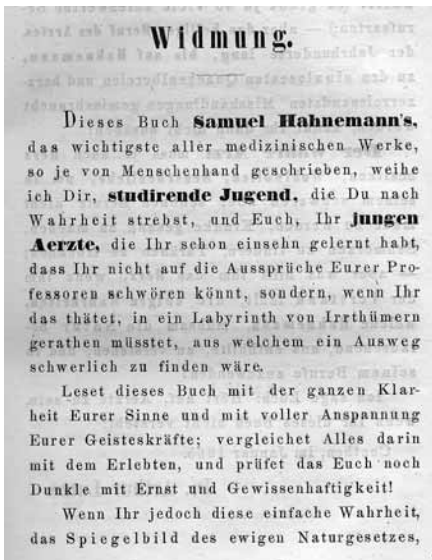 Widmung.
Dieses Buch Samuel Hahnemann's,
das wichtigste aller medizinischen Werke,
so je von Menschenhand geschrieben, weihe
ich Dir, studirende Jugend, die Du nach
Wahrheit strebst, und Euch, Ihr jungen
Aerzte, die Ihr schon einsehn gelernt habt,
dass Ihr nicht auf die Aussprüche Eurer Pro-
fessoren schwören könnt, sondern, wenn Ihr
das thätet, in ein Labyrinth von Irrthümern
gerathen müsstet, aus welchem ein Ausweg
schwerlich zu finden wäre.
Leset dieses Buch mit der ganzen Klar-
heit Eurer Sinne und mit voller Anspannung
Eurer Geisteskräfte; vergleichet Alles darin
mit dem Erlebten, und prüfet das Euch noch
Dunkle mit Ernst und Gewissenhaftigkeit!
Wenn Ihr jedoch diese einfache Wahrheit,
das Spiegelbild des ewigen Naturgesetzes,